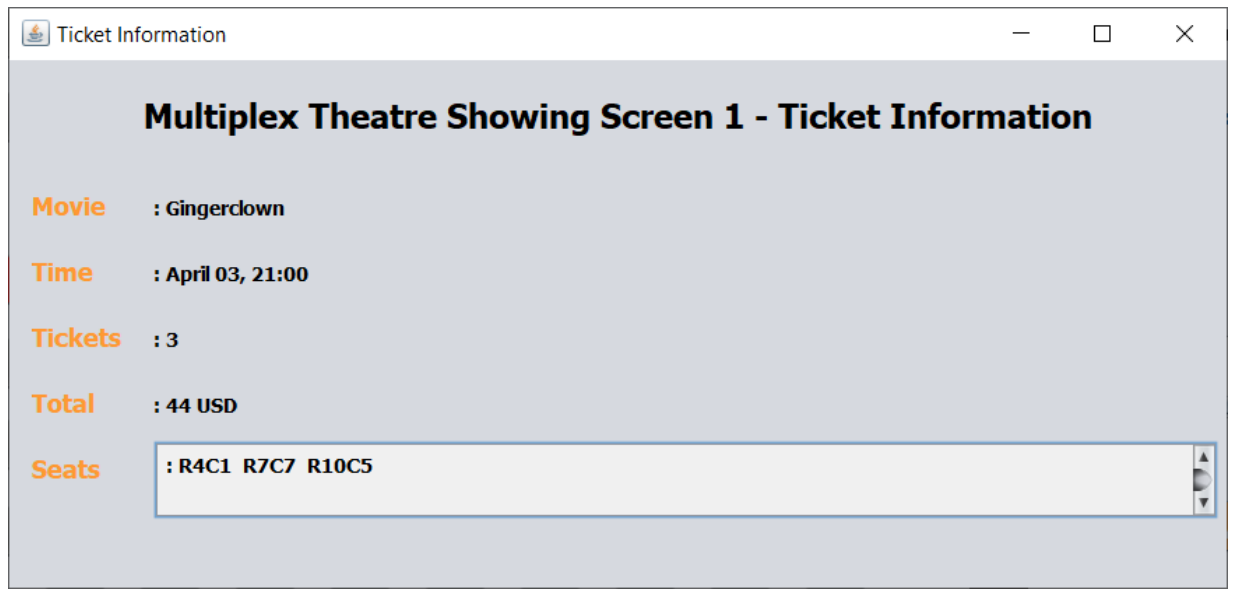 Ticket Information
Multiplex Theatre Showing Screen 1 - Ticket Information
Movie : Gingerclown
Time : April 03, 21:00
Tickets : 3
Total : 44 USD
Seats : R4C1 R7C7 R10C5